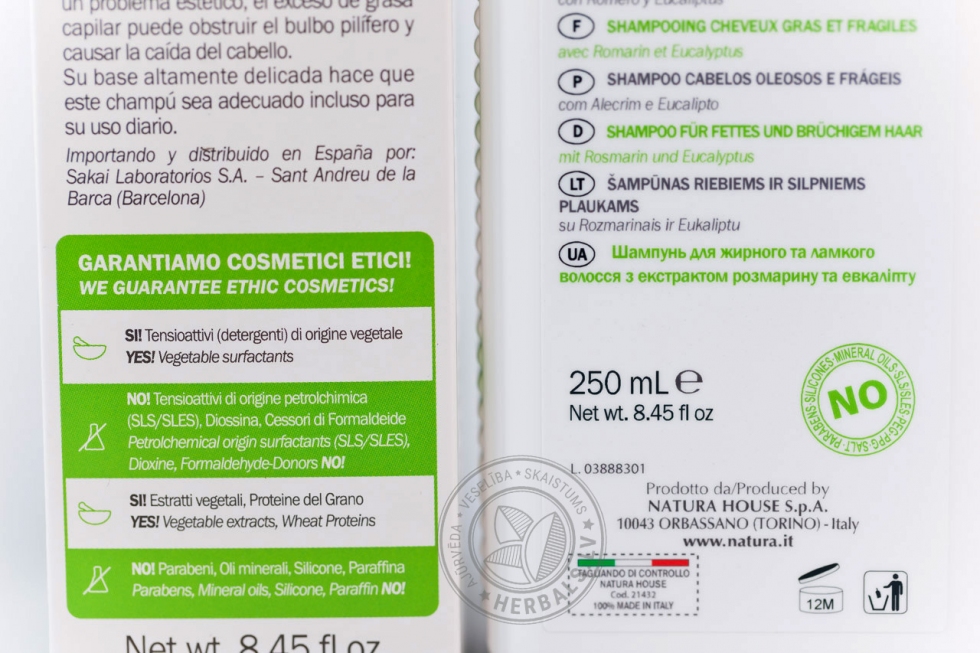 un problema estético, el exceso de grasa
capilar puede obstruir el bulbo pilífero y
causar la caída del cabello.
Su base altamente delicada hace que
este champú sea adecuado incluso para
su uso diario.
Importando y distribuido en España por:
Sakai Laboratorios S.A. – Sant Andreu de la
Barca (Barcelona)
GARANTIAMO COSMETICI ETICI!
WE GUARANTEE ETHIC COSMETICS!
SI! Tensioattivi (detergenti) di origine vegetale
YES! Vegetable surfactants
NO! Tensioattivi di origine petrolchimica
(SLS/SLES), Diossina, Cessori di Formaldeide
Petrolchemical origin surfactants (SLS/SLES),
Dioxine, Formaldehyde-Donors NO!
SI! Estratti vegetali, Proteine del Grano
YES! Vegetable extracts, Wheat Proteins
NO! Parabeni, Oli minerali, Silicone, Paraffina
Parabens, Mineral oils, Silicone, Paraffin NO!
Net wt. 8.45 fl oz
con Romero y Eucaliptus
F SHAMPOOING CHEVEUX GRAS ET FRAGILES
avec Romarin et Eucalyptus
P SHAMPOO CABELOS OLEOSOS E FRÁGEIS
com Alecrim e Eucalipto
D SHAMPOO FÜR FETTES UND BRÜCHIGEM HAAR
mit Rosmarin und Eucalyptus
LT ŠAMPŪNAS RIEBIEMS IR SILPNIEMS
PLAUKAMS
su Rozmarinais ir Eukaliptu
UA Шампунь для жирного та ламкого
волосся з екстрактом розмарину та евкаліпту
250 mL e
Net wt. 8.45 fl oz
PARABENS·SILICONES·MINERAL OILS·SLS/SLES·PEG·PPG·SALT
NO
L. 03888301
Prodotto da/Produced by
NATURA HOUSE S.p.A.
10043 ORBASSANO (TORINO) - Italy
www.natura.it
TAGLIANDO DI CONTROLLO
NATURA HOUSE
Cod. 21432
100% MADE IN ITALY
12M
ĀJURVĒDA * VESELĪBA * SKAISTUMS *